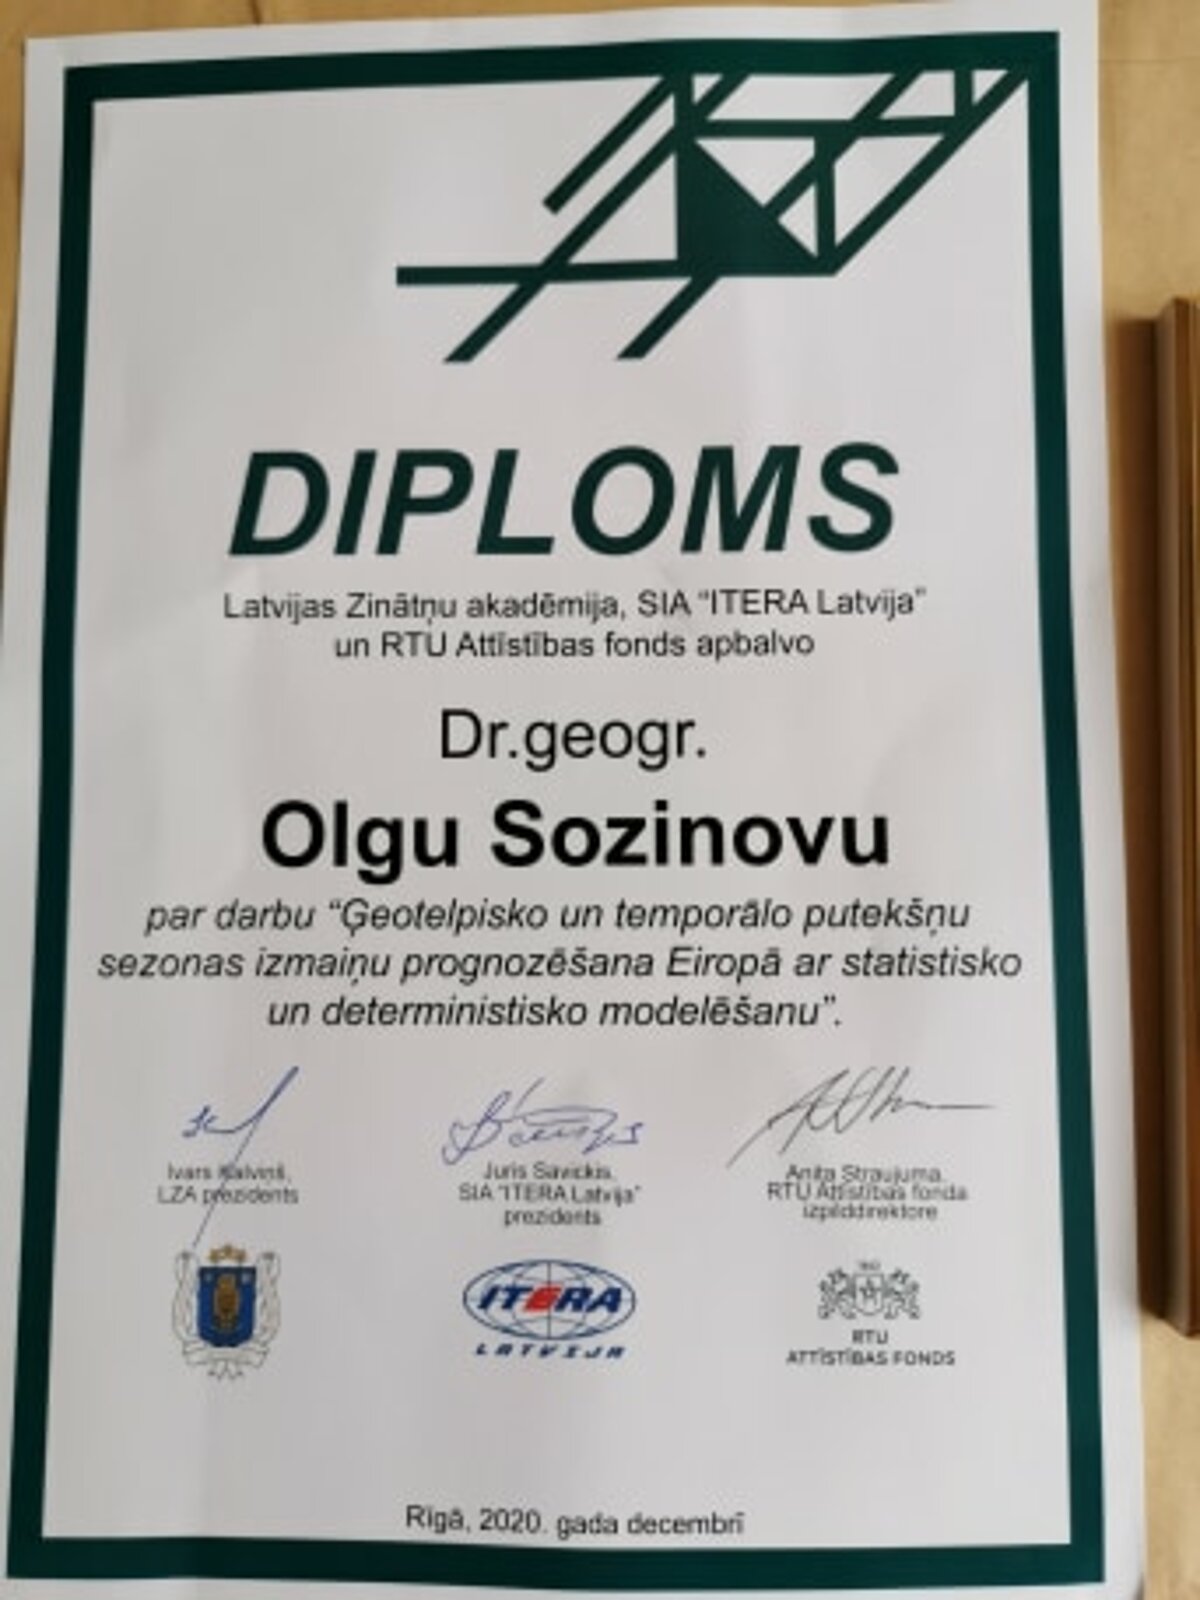 DIPLOMS
Latvijas Zinātņu akadēmija, SIA “ITERA Latvija”
un RTU Attīstības fonds apbalvo
Dr.geogr.
Olgu Sozinovu
par darbu “Ģeotelpisko un temporālo putekšņu
sezonas izmaiņu prognozēšana Eiropā ar statistisko
un deterministisko modelēšanu”.
Ivars Kalviņš,
LZA prezidents
Juris Savickis,
SIA “ITERA Latvija”
prezidents
Anita Straujuma,
RTU Attīstības fonda
izpilddirektore
ITERA
LATVIJA
RTU
ATTĪSTĪBAS FONDS
Rīgā, 2020. gada decembrī